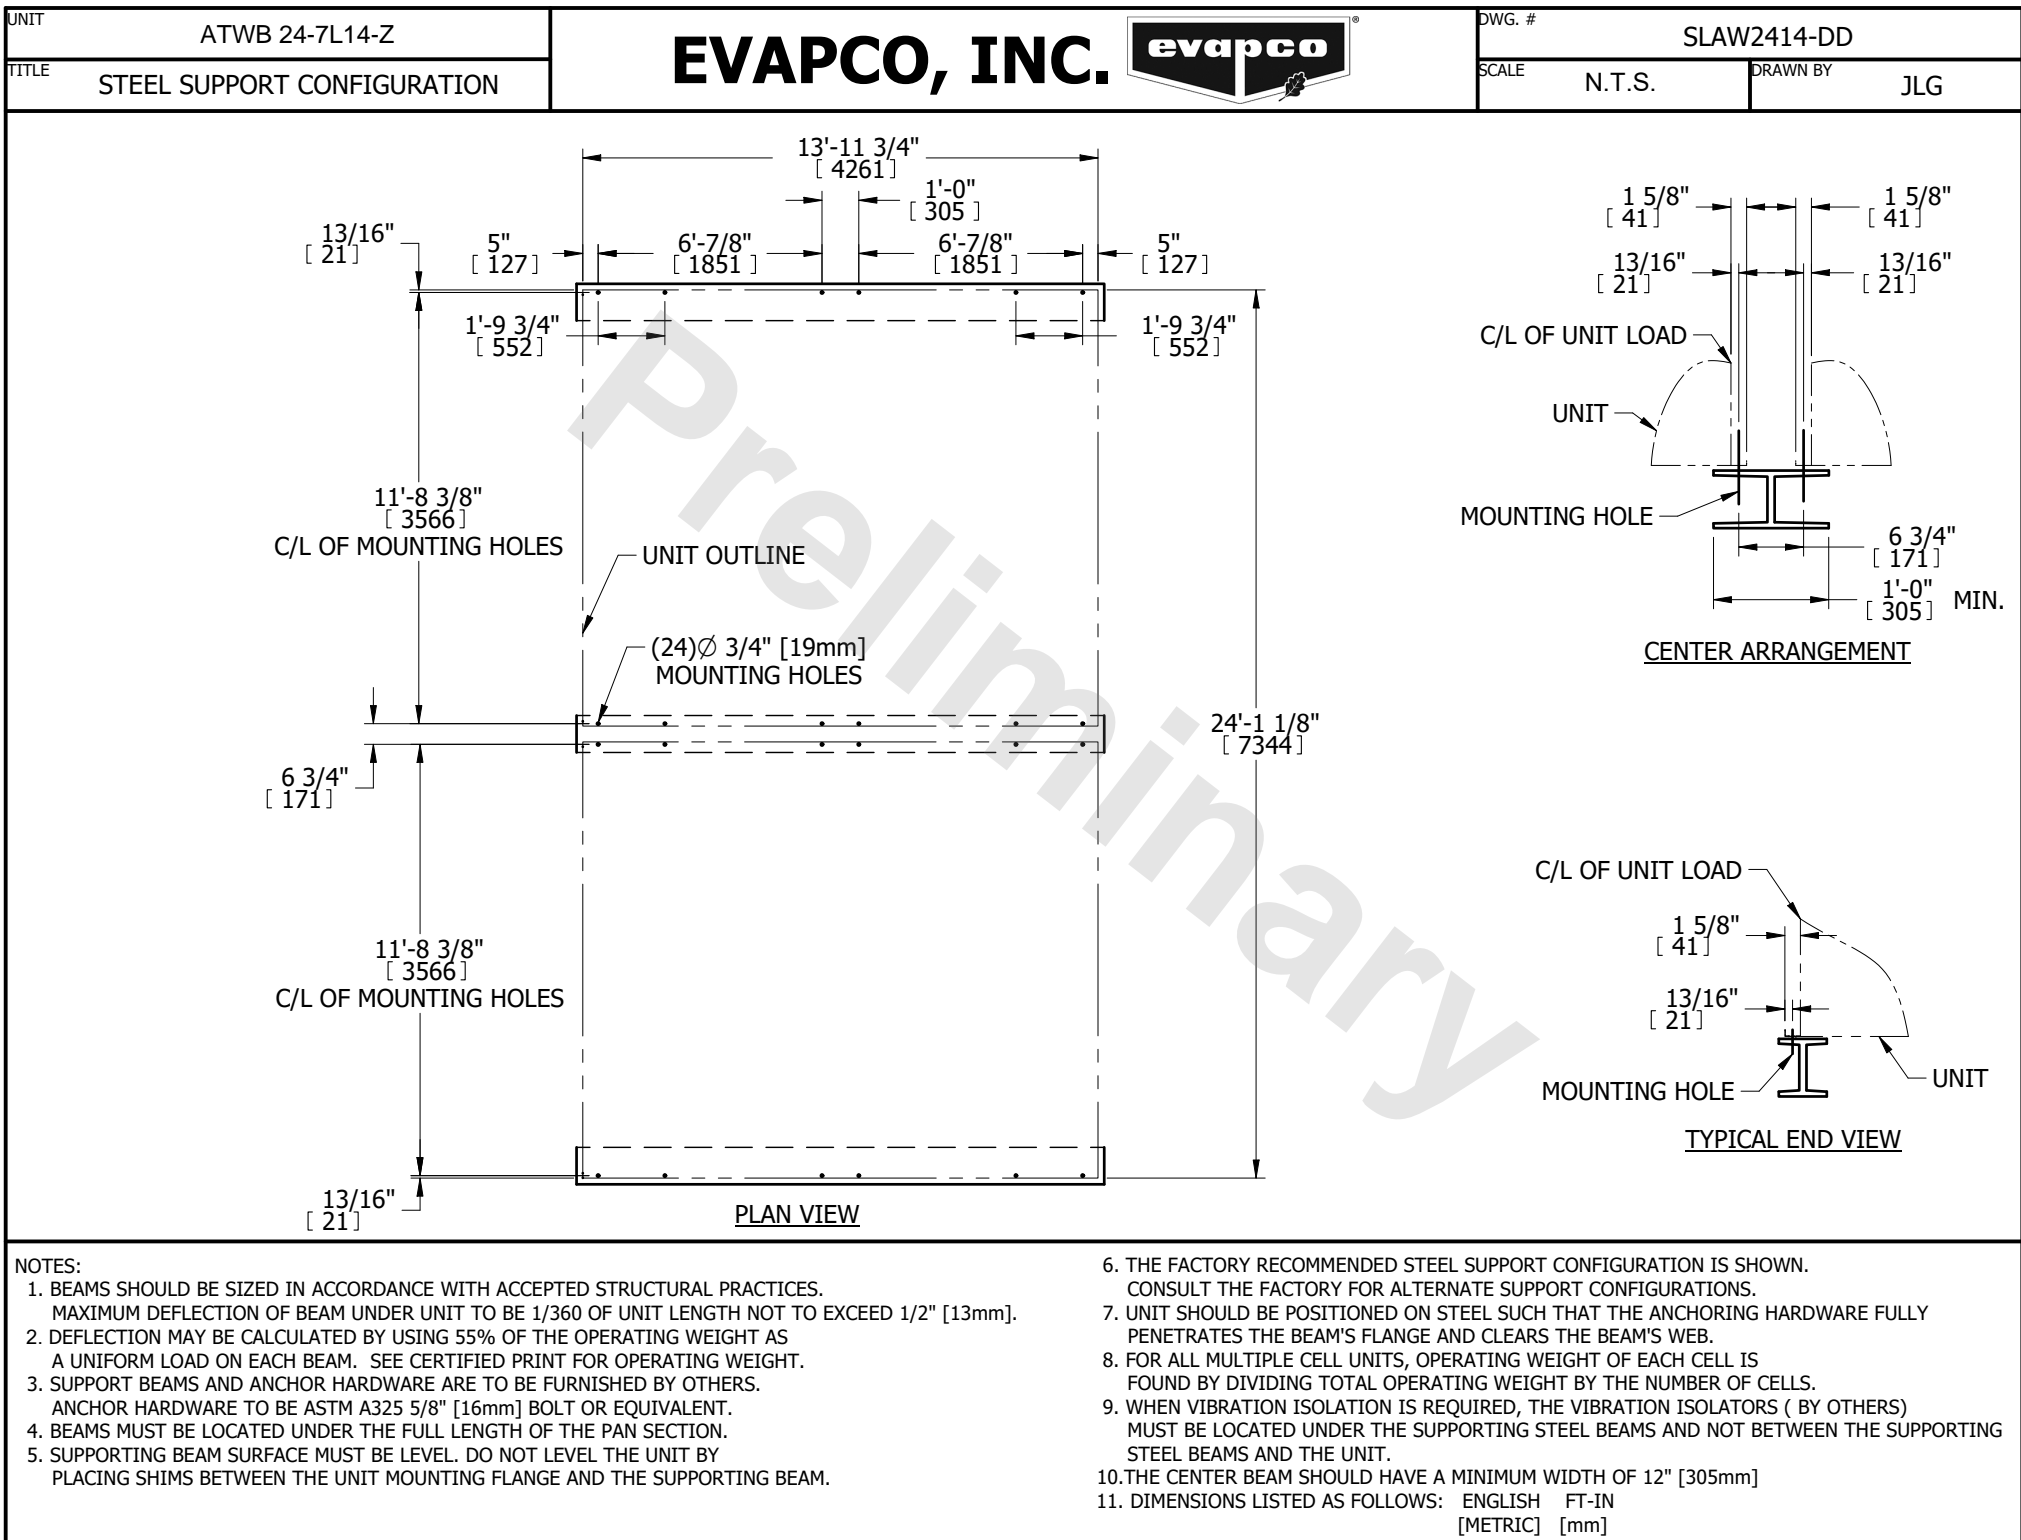 UNIT
ATWB 24-7L14-Z
TITLE
STEEL SUPPORT CONFIGURATION
EVAPCO, INC.
evapco
®
DWG. #
SLAW2414-DD
SCALE
N.T.S.
DRAWN BY
JLG
13'-11 3/4"
[ 4261 ]
1'-0"
[ 305 ]
13/16"
[ 21 ]
5"
[ 127 ]
6'-7/8"
[ 1851 ]
6'-7/8"
[ 1851 ]
5"
[ 127 ]
1'-9 3/4"
[ 552 ]
1'-9 3/4"
[ 552 ]
11'-8 3/8"
[ 3566 ]
C/L OF MOUNTING HOLES
UNIT OUTLINE
(24)∅ 3/4" [19mm]
MOUNTING HOLES
24'-1 1/8"
[ 7344 ]
6 3/4"
[ 171 ]
11'-8 3/8"
[ 3566 ]
C/L OF MOUNTING HOLES
13/16"
[ 21 ]
PLAN VIEW
Preliminary
1 5/8"
[ 41 ]
1 5/8"
[ 41 ]
13/16"
[ 21 ]
13/16"
[ 21 ]
C/L OF UNIT LOAD
UNIT
MOUNTING HOLE
6 3/4"
[ 171 ]
1'-0"
[ 305 ] MIN.
CENTER ARRANGEMENT
C/L OF UNIT LOAD
1 5/8"
[ 41 ]
13/16"
[ 21 ]
MOUNTING HOLE
UNIT
TYPICAL END VIEW
NOTES:
1. BEAMS SHOULD BE SIZED IN ACCORDANCE WITH ACCEPTED STRUCTURAL PRACTICES.
MAXIMUM DEFLECTION OF BEAM UNDER UNIT TO BE 1/360 OF UNIT LENGTH NOT TO EXCEED 1/2" [13mm].
2. DEFLECTION MAY BE CALCULATED BY USING 55% OF THE OPERATING WEIGHT AS
A UNIFORM LOAD ON EACH BEAM. SEE CERTIFIED PRINT FOR OPERATING WEIGHT.
3. SUPPORT BEAMS AND ANCHOR HARDWARE ARE TO BE FURNISHED BY OTHERS.
ANCHOR HARDWARE TO BE ASTM A325 5/8" [16mm] BOLT OR EQUIVALENT.
4. BEAMS MUST BE LOCATED UNDER THE FULL LENGTH OF THE PAN SECTION.
5. SUPPORTING BEAM SURFACE MUST BE LEVEL. DO NOT LEVEL THE UNIT BY
PLACING SHIMS BETWEEN THE UNIT MOUNTING FLANGE AND THE SUPPORTING BEAM.
6. THE FACTORY RECOMMENDED STEEL SUPPORT CONFIGURATION IS SHOWN.
CONSULT THE FACTORY FOR ALTERNATE SUPPORT CONFIGURATIONS.
7. UNIT SHOULD BE POSITIONED ON STEEL SUCH THAT THE ANCHORING HARDWARE FULLY
PENETRATES THE BEAM'S FLANGE AND CLEARS THE BEAM'S WEB.
8. FOR ALL MULTIPLE CELL UNITS, OPERATING WEIGHT OF EACH CELL IS
FOUND BY DIVIDING TOTAL OPERATING WEIGHT BY THE NUMBER OF CELLS.
9. WHEN VIBRATION ISOLATION IS REQUIRED, THE VIBRATION ISOLATORS ( BY OTHERS)
MUST BE LOCATED UNDER THE SUPPORTING STEEL BEAMS AND NOT BETWEEN THE SUPPORTING
STEEL BEAMS AND THE UNIT.
10.THE CENTER BEAM SHOULD HAVE A MINIMUM WIDTH OF 12" [305mm]
11. DIMENSIONS LISTED AS FOLLOWS: ENGLISH FT-IN
[METRIC] [mm]